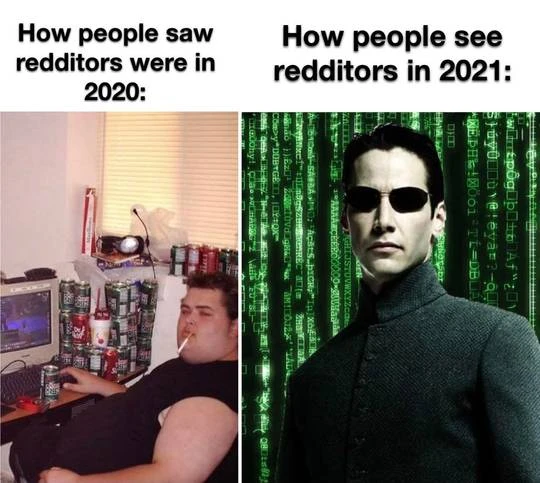 How people saw
redditors were in
2020:
How people see
redditors in 2021: